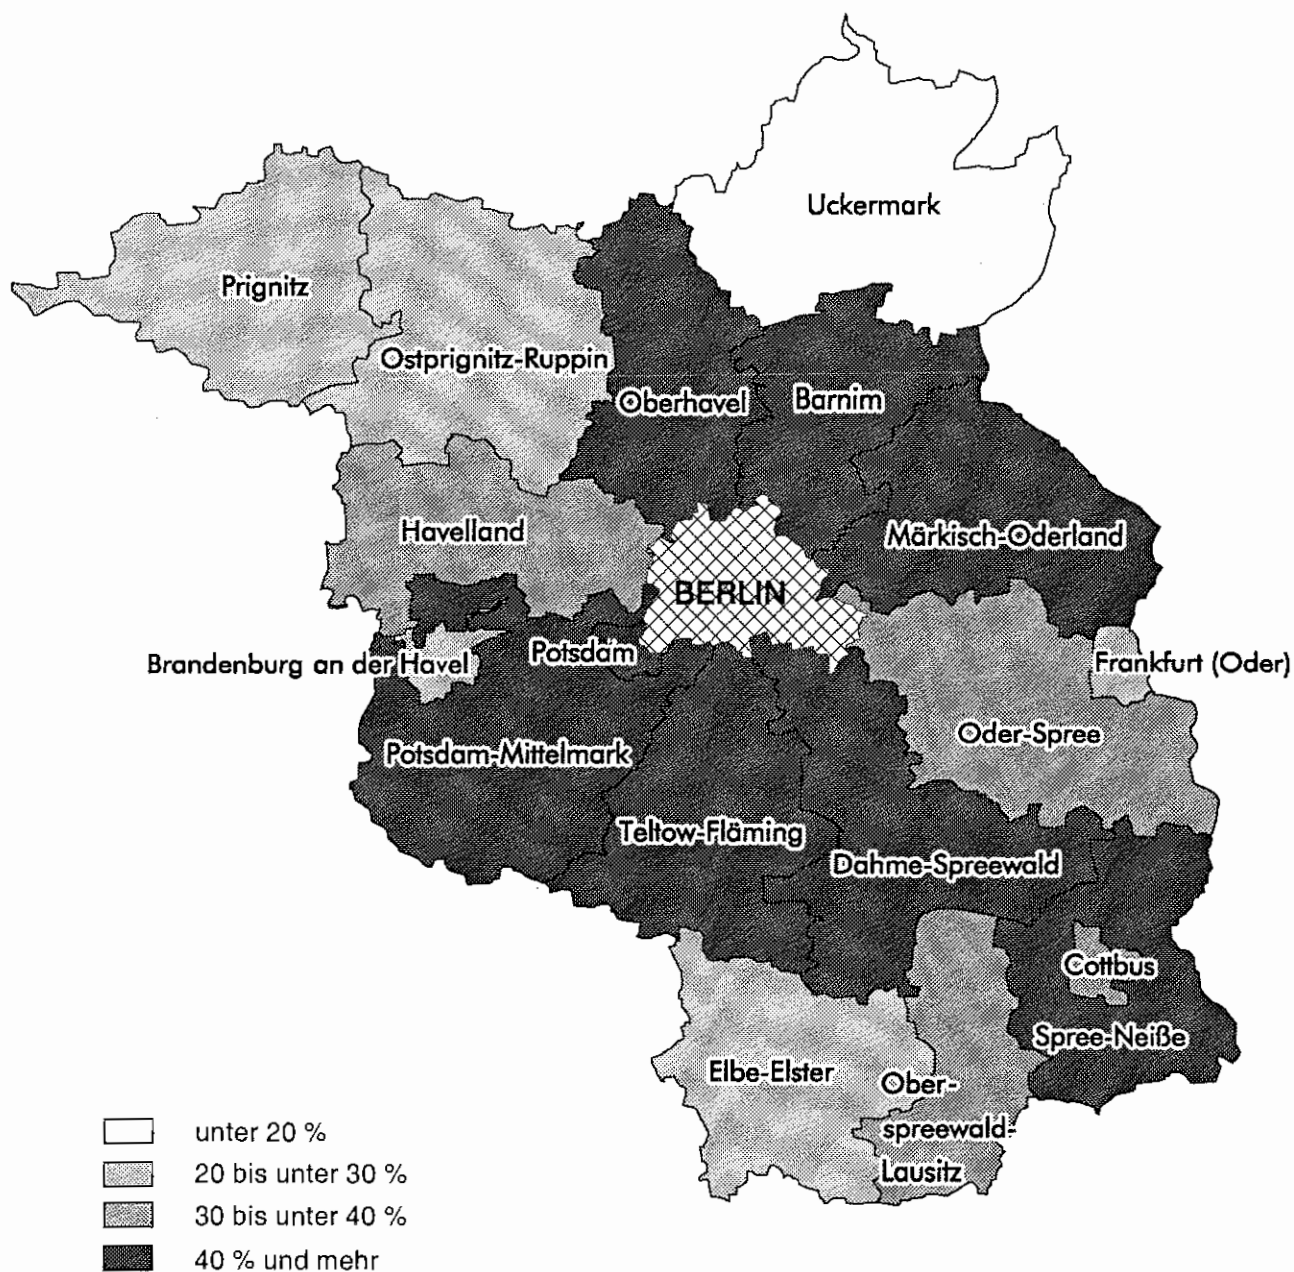 Uckermark
Prignitz
Ostprignitz-Ruppin
Oberhavel
Barnim
Havelland
Märkisch-Oderland
BERLIN
Potsdam
Brandenburg an der Havel
Frankfurt (Oder)
Oder-Spree
Potsdam-Mittelmark
Teltow-Fläming
Dahme-Spreewald
Cottbus
Spree-Neiße
Elbe-Elster
Ober-
spreewald-
Lausitz
unter 20 %
20 bis unter 30 %
30 bis unter 40 %
40 % und mehr